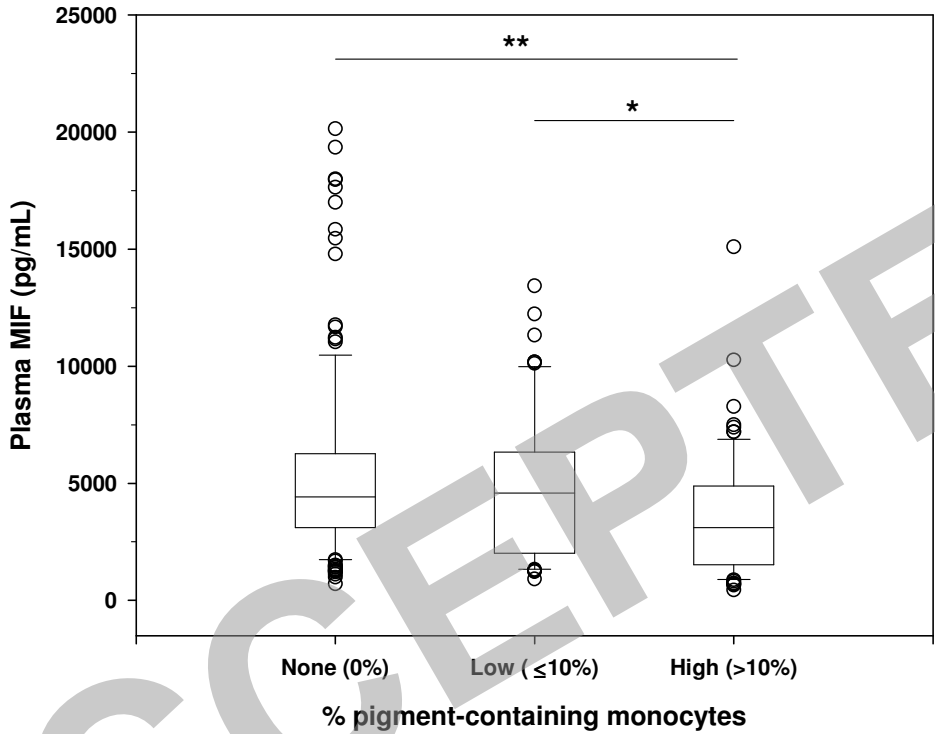 25000
**
20000
*
15000
10000
5000
0
Plasma MIF (pg/mL)
None (0%) Low ( ≤10%) High (>10%)
% pigment-containing monocytes
CCEPTE